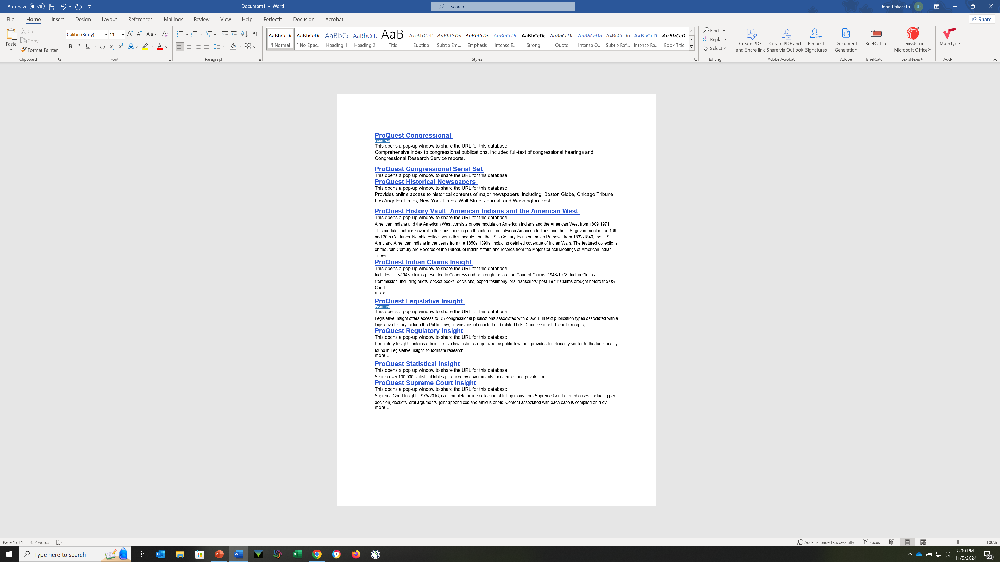 AutoSave Off Document1 - Word Search Joan Policastri JP
File Home Insert Design Layout References Mailings Review View Help PerfectIt Docusign Acrobat Share
Paste Cut Copy Format Painter Clipboard
Calibri (Body) 11 Font
Paragraph
AaBbCcDc ¶ Normal
AaBbCcDc ¶ No Spac...
AaBbCc Heading 1
AaBbCcD Heading 2
AaB Title
AaBbCcD Subtitle
AaBbCcDa Subtle Em...
AaBbCcDa Emphasis
AaBbCcDa Intense E...
AaBbCcDc Strong
AaBbCcDa Quote
AaBbCcDa Intense Q...
AaBbCcDd Subtle Ref...
AaBbCcD Intense Re...
AaBbCcD Book Title
Styles
Find Replace Select Editing
Create PDF and Share link
Create PDF and Share via Outlook
Request Signatures
Adobe Acrobat
Document Generation Adobe
BriefCatch BriefCatch
Lexis® for Microsoft Office® LexisNexis®
MathType Add-in
ProQuest Congressional
Featured
This opens a pop-up window to share the URL for this database
Comprehensive index to congressional publications, included full-text of congressional hearings and
Congressional Research Service reports.
ProQuest Congressional Serial Set
This opens a pop-up window to share the URL for this database
ProQuest Historical Newspapers
This opens a pop-up window to share the URL for this database
Provides online access to historical contents of major newspapers, including: Boston Globe, Chicago Tribune,
Los Angeles Times, New York Times, Wall Street Journal, and Washington Post.
ProQuest History Vault: American Indians and the American West
This opens a pop-up window to share the URL for this database
American Indians and the American West consists of one module on American Indians and the American West from 1809-1971.
This module contains several collections focusing on the interaction between American Indians and the U.S. government in the 19th
and 20th Centuries. Notable collections in this module from the 19th Century focus on Indian Removal from 1832-1840, the U.S.
Army and American Indians in the years from the 1850s-1890s, including detailed coverage of Indian Wars. The featured collections
on the 20th Century are Records of the Bureau of Indian Affairs and records from the Major Council Meetings of American Indian
Tribes.
ProQuest Indian Claims Insight
This opens a pop-up window to share the URL for this database
Includes: Pre-1948: claims presented to Congress and/or brought before the Court of Claims; 1948-1978: Indian Claims
Commission, including briefs, docket books, decisions, expert testimony, oral transcripts; post-1978: Claims brought before the US
Court ...
more...
ProQuest Legislative Insight
Featured
This opens a pop-up window to share the URL for this database
Legislative Insight offers access to US congressional publications associated with a law. Full-text publication types associated with a
legislative history include the Public Law, all versions of enacted and related bills, Congressional Record excerpts, ...
ProQuest Regulatory Insight
This opens a pop-up window to share the URL for this database
Regulatory Insight contains administrative law histories organized by public law, and provides functionality similar to the functionality
found in Legislative Insight, to facilitate research.
more...
ProQuest Statistical Insight
This opens a pop-up window to share the URL for this database
Search over 100,000 statistical tables produced by governments, academics and private firms.
ProQuest Supreme Court Insight
This opens a pop-up window to share the URL for this database
Supreme Court Insight, 1975-2016, is a complete online collection of full opinions from Supreme Court argued cases, including per
decision, dockets, oral arguments, joint appendices and amicus briefs. Content associated with each case is compiled on a dy...
more...
Page 1 of 1 432 words Add-ins loaded successfully Focus 100%
Type here to search 8:00 PM
11/5/2024 22